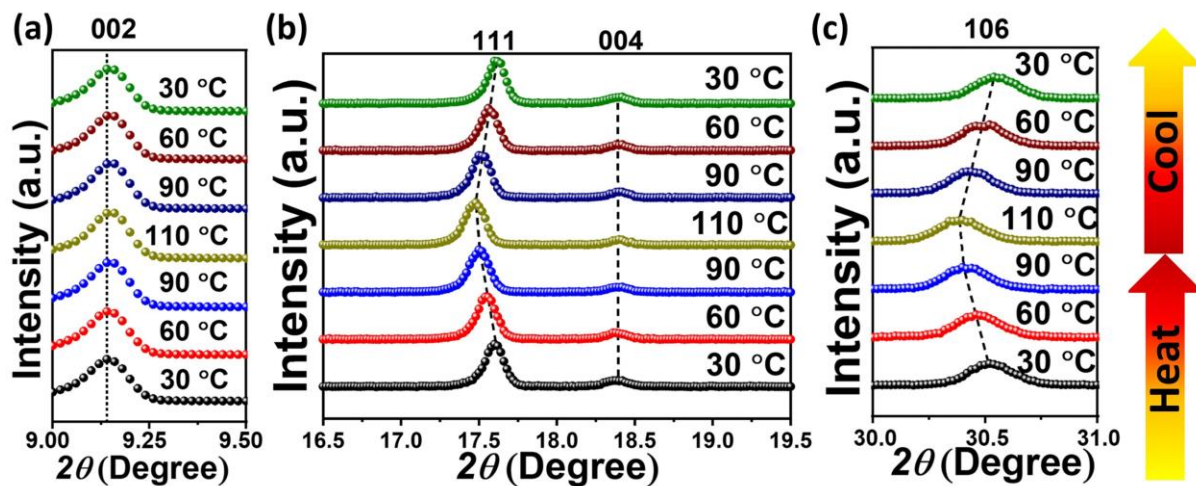 (a)
002
30 °C
60 °C
90 °C
110 °C
90 °C
60 °C
30 °C
Intensity (a.u.)
9.00 9.25 9.50
2θ (Degree)
(b)
111 004
30 °C
60 °C
90 °C
110 °C
90 °C
60 °C
30 °C
Intensity (a.u.)
16.5 17.0 17.5 18.0 18.5 19.0 19.5
2θ (Degree)
(c)
106
30 °C
60 °C
90 °C
110 °C
90 °C
60 °C
30 °C
Intensity (a.u.)
30.0 30.5 31.0
2θ (Degree)
Cool
Heat